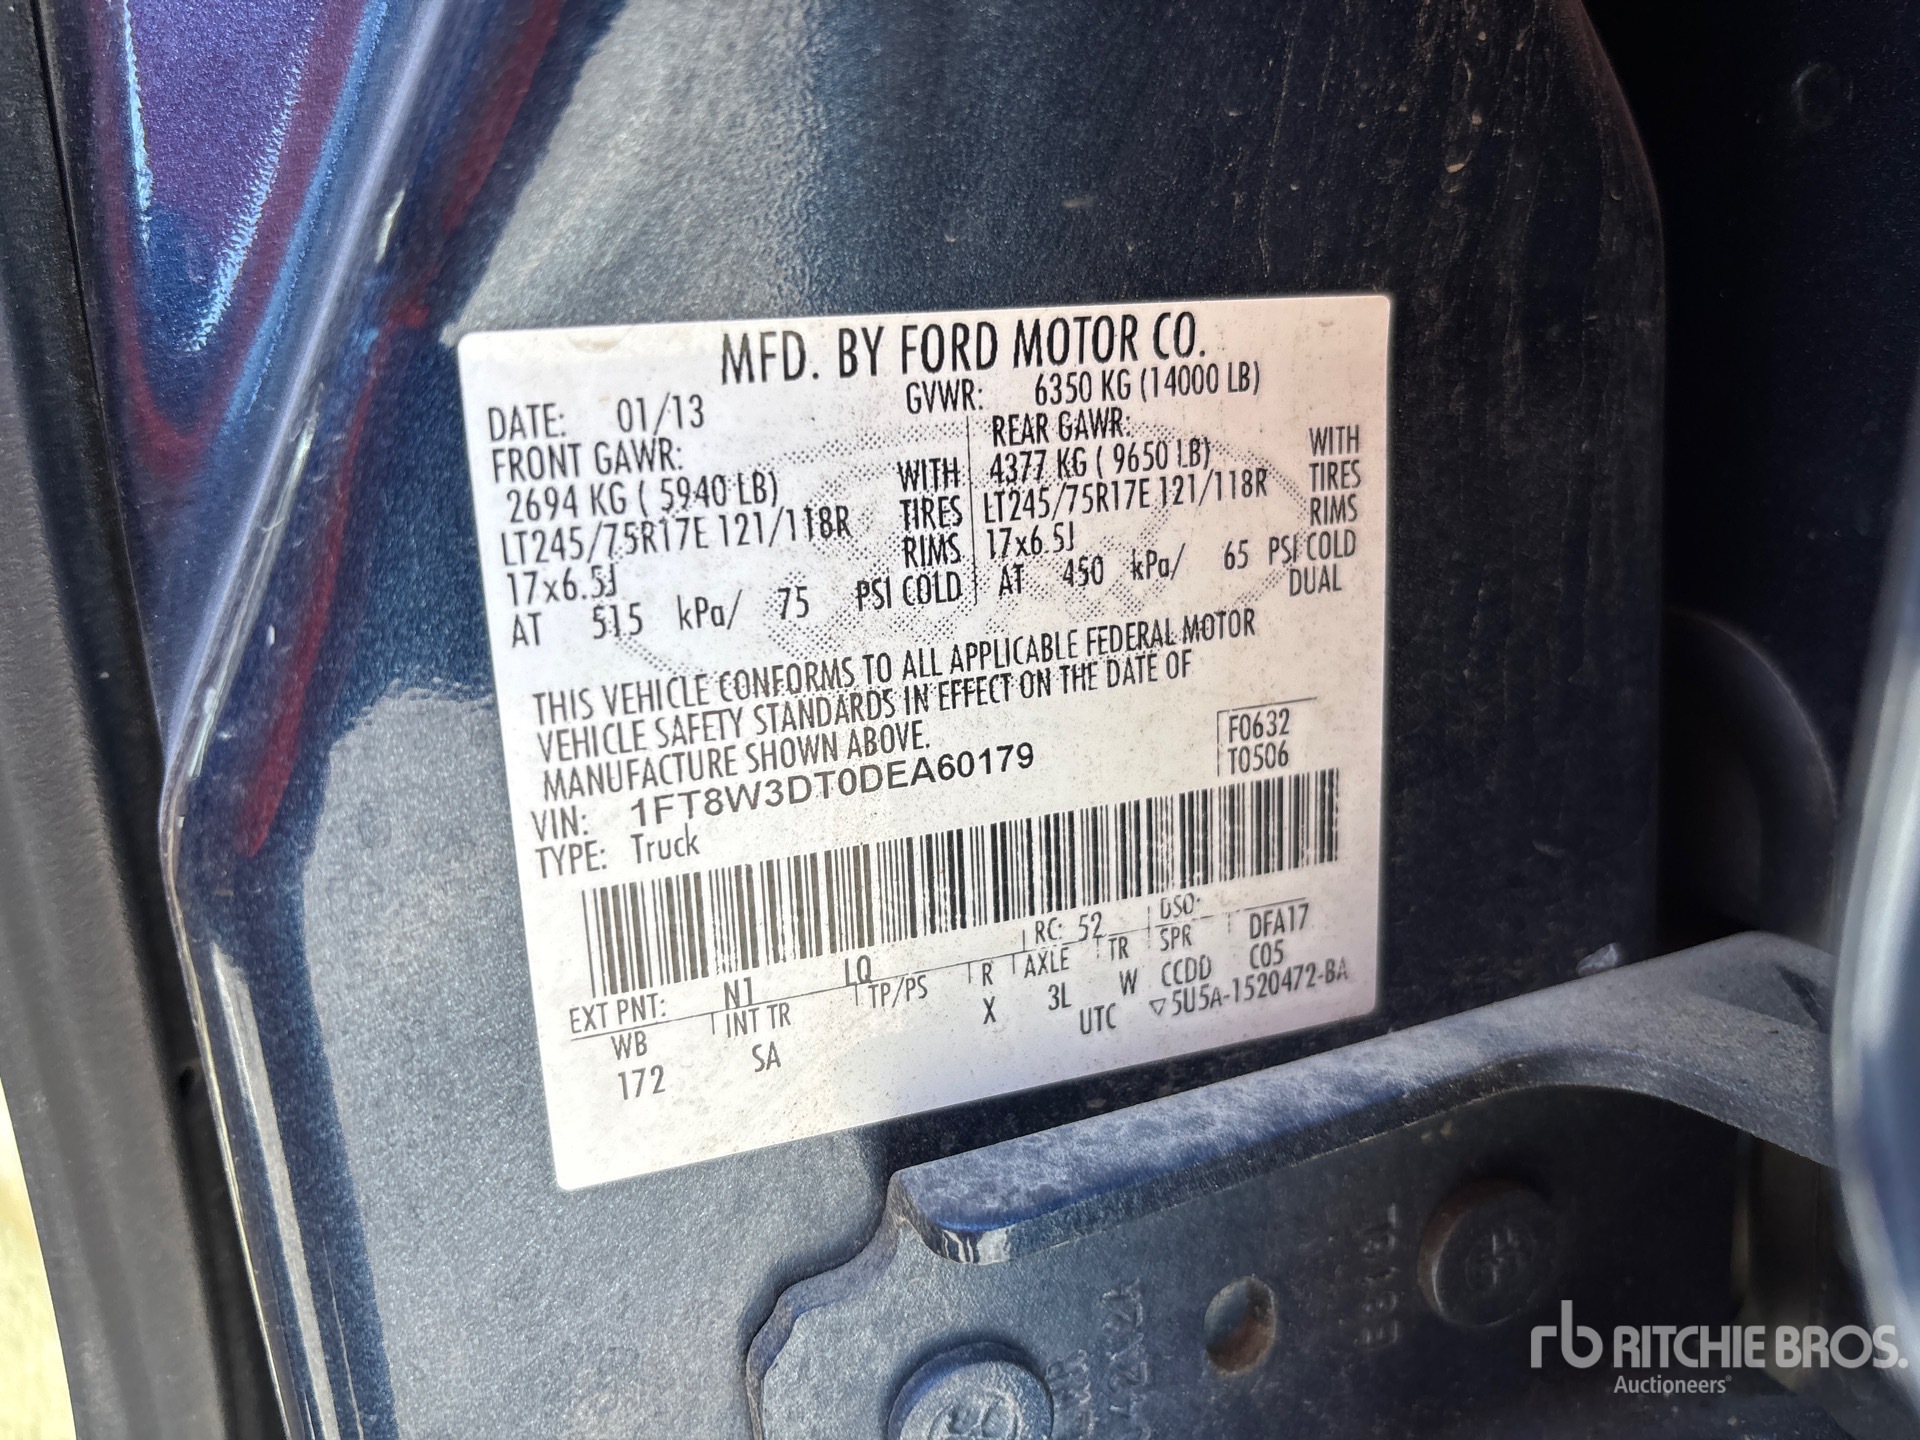 MFD. BY FORD MOTOR CO.
DATE: 01/13 GVWR: 6350 KG (14000 LB)
FRONT GAWR: REAR GAWR: WITH
2694 KG ( 5940 LB) WITH 4377 KG ( 9650 LB) TIRES
LT245/75R17E 121/118R TIRES LT245/75R17E 121/118R RIMS
17x6.5J RIMS 17x6.5J
AT 515 kPa/ 75 PSI COLD AT 450 kPa/ 65 PSI COLD
DUAL
THIS VEHICLE CONFORMS TO ALL APPLICABLE FEDERAL MOTOR
VEHICLE SAFETY STANDARDS IN EFFECT ON THE DATE OF
MANUFACTURE SHOWN ABOVE.
F0632
T0506
VIN: 1FT8W3DT0DEA60179
TYPE: Truck
EXT PNT: N1 LQ RC: 52 DSO:
WB INT TR TP/PS R AXLE TR SPR DFA17
172 SA X 3L W CCDD C05
UTC ▽5U5A-1520472-BA
rb RITCHIE BROS.
Auctioneers®